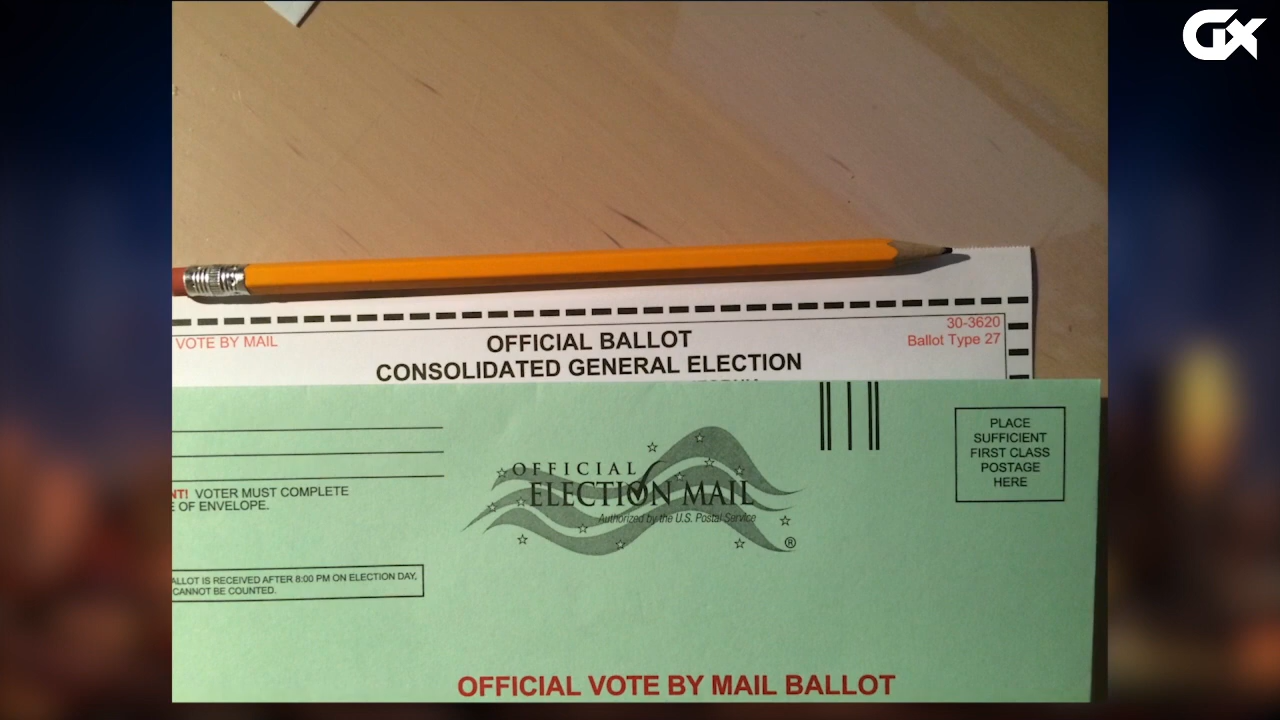 GX
VOTE BY MAIL
OFFICIAL BALLOT
CONSOLIDATED GENERAL ELECTION
30-3620
Ballot Type 27
PLACE
SUFFICIENT
FIRST CLASS
POSTAGE
HERE
OFFICIAL
ELECTION MAIL
Authorized by the U.S. Postal Service
®
NT! VOTER MUST COMPLETE
E OF ENVELOPE.
ALLOT IS RECEIVED AFTER 8:00 PM ON ELECTION DAY,
CANNOT BE COUNTED.
OFFICIAL VOTE BY MAIL BALLOT